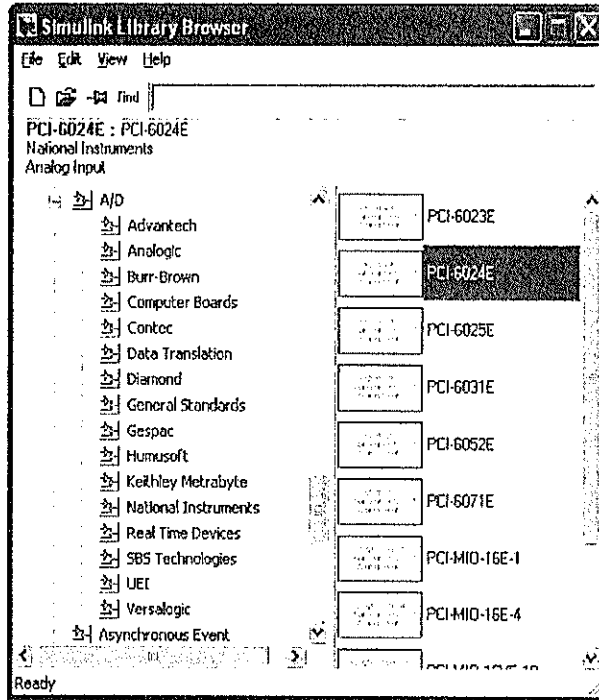 Simulink Library Browser
File Edit View Help
Find
PCI-6024E : PCI-6024E
National Instruments
Analog Input
A/D
Advantech
Analogic
Burr-Brown
Computer Boards
Contec
Data Translation
Diamond
General Standards
Gespac
Humusoft
Keithley Metrabyte
National Instruments
Real Time Devices
SBS Technologies
UEI
Versalogic
Asynchronous Event
PCI-6023E
PCI-6024E
PCI-6025E
PCI-6031E
PCI-6052E
PCI-6071E
PCI-MIO-16E-1
PCI-MIO-16E-4
Ready